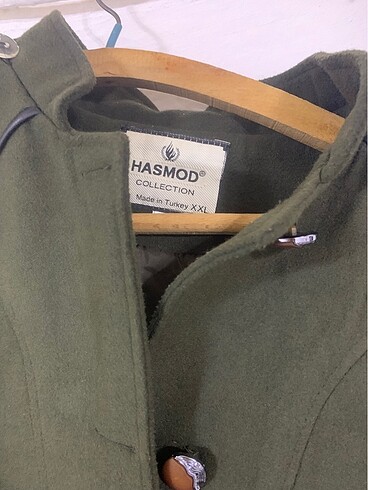 HASMOD®
COLLECTION
Made in Turkey XXL